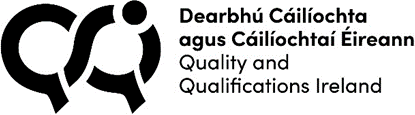 Dearbhú Cáilíochta
agus Cáilíochtaí Éireann
Quality and
Qualifications Ireland